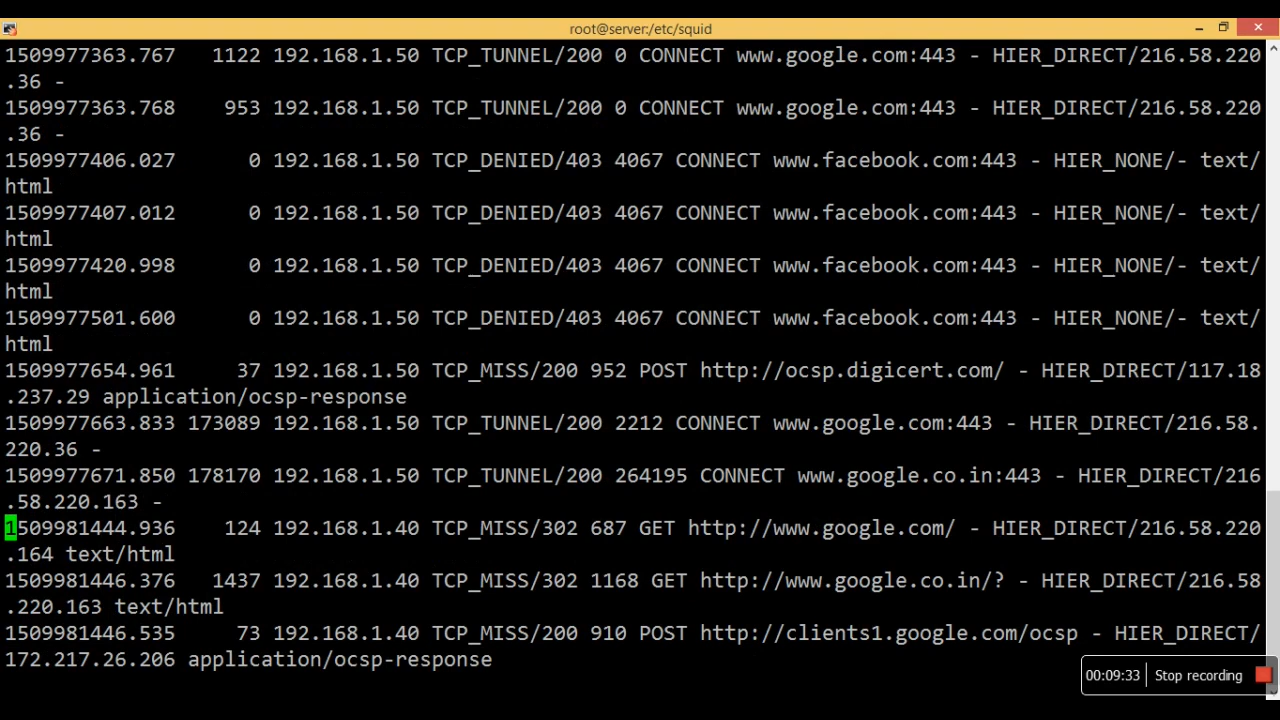 root@server:/etc/squid
1509977363.767   1122 192.168.1.50 TCP_TUNNEL/200 0 CONNECT www.google.com:443 - HIER_DIRECT/216.58.220
.36 -
1509977363.768    953 192.168.1.50 TCP_TUNNEL/200 0 CONNECT www.google.com:443 - HIER_DIRECT/216.58.220
.36 -
1509977406.027      0 192.168.1.50 TCP_DENIED/403 4067 CONNECT www.facebook.com:443 - HIER_NONE/- text/
html
1509977407.012      0 192.168.1.50 TCP_DENIED/403 4067 CONNECT www.facebook.com:443 - HIER_NONE/- text/
html
1509977420.998      0 192.168.1.50 TCP_DENIED/403 4067 CONNECT www.facebook.com:443 - HIER_NONE/- text/
html
1509977501.600      0 192.168.1.50 TCP_DENIED/403 4067 CONNECT www.facebook.com:443 - HIER_NONE/- text/
html
1509977654.961     37 192.168.1.50 TCP_MISS/200 952 POST http://ocsp.digicert.com/ - HIER_DIRECT/117.18
.237.29 application/ocsp-response
1509977663.833 173089 192.168.1.50 TCP_TUNNEL/200 2212 CONNECT www.google.com:443 - HIER_DIRECT/216.58.
220.36 -
1509977671.850 178170 192.168.1.50 TCP_TUNNEL/200 264195 CONNECT www.google.co.in:443 - HIER_DIRECT/216
.58.220.163 -
1509981444.936    124 192.168.1.40 TCP_MISS/302 687 GET http://www.google.com/ - HIER_DIRECT/216.58.220
.164 text/html
1509981446.376   1437 192.168.1.40 TCP_MISS/302 1168 GET http://www.google.co.in/? - HIER_DIRECT/216.58
.220.163 text/html
1509981446.535     73 192.168.1.40 TCP_MISS/200 910 POST http://clients1.google.com/ocsp - HIER_DIRECT/
172.217.26.206 application/ocsp-response
00:09:33 Stop recording